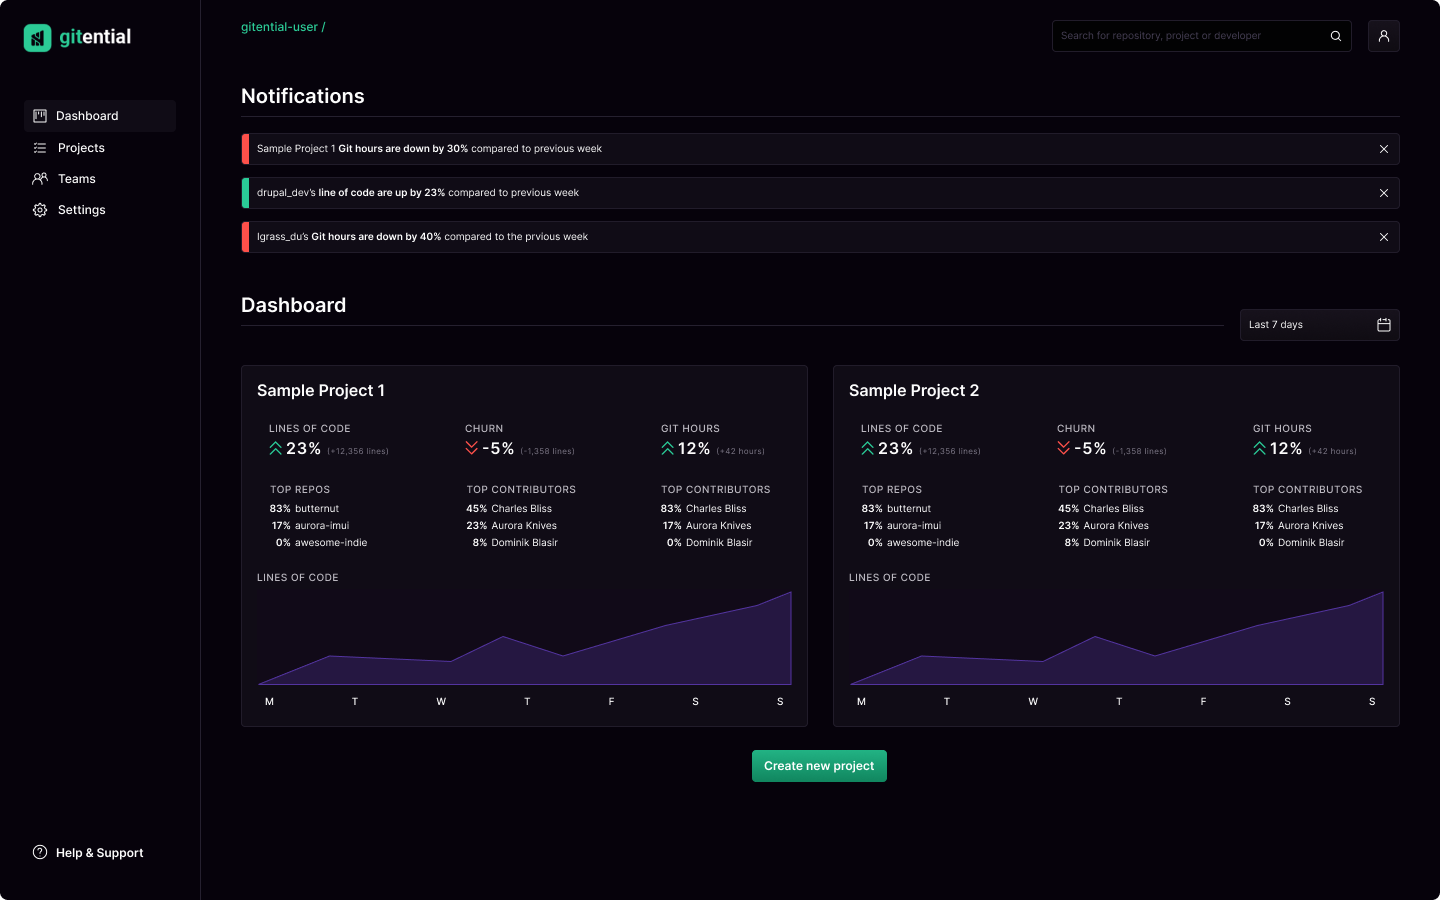 gitential
gitential-user /
Search for repository, project or developer
Dashboard
Projects
Teams
Settings
Help & Support
Notifications
Sample Project 1 Git hours are down by 30% compared to previous week
drupal_dev's line of code are up by 23% compared to previous week
lgrass_du's Git hours are down by 40% compared to the prvious week
Dashboard
Last 7 days
Sample Project 1
LINES OF CODE
23% (+12,356 lines)
CHURN
-5% (-1,358 lines)
GIT HOURS
12% (+42 hours)
TOP REPOS
83% butternut
17% aurora-imui
0% awesome-indie
TOP CONTRIBUTORS
45% Charles Bliss
23% Aurora Knives
8% Dominik Blasir
TOP CONTRIBUTORS
83% Charles Bliss
17% Aurora Knives
0% Dominik Blasir
LINES OF CODE
M T W T F S S
Sample Project 2
LINES OF CODE
23% (+12,356 lines)
CHURN
-5% (-1,358 lines)
GIT HOURS
12% (+42 hours)
TOP REPOS
83% butternut
17% aurora-imui
0% awesome-indie
TOP CONTRIBUTORS
45% Charles Bliss
23% Aurora Knives
8% Dominik Blasir
TOP CONTRIBUTORS
83% Charles Bliss
17% Aurora Knives
0% Dominik Blasir
LINES OF CODE
M T W T F S S
Create new project